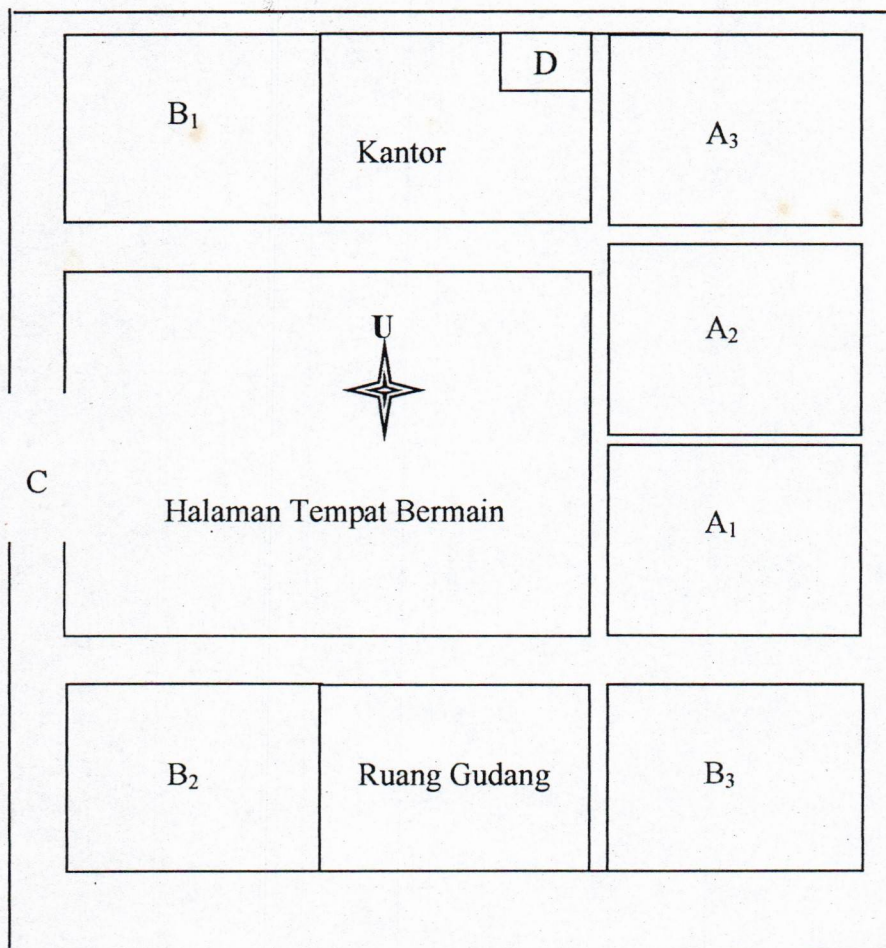 D
B₁
Kantor
A₃
U
A₂
C
Halaman Tempat Bermain
A₁
B₂
Ruang Gudang
B₃